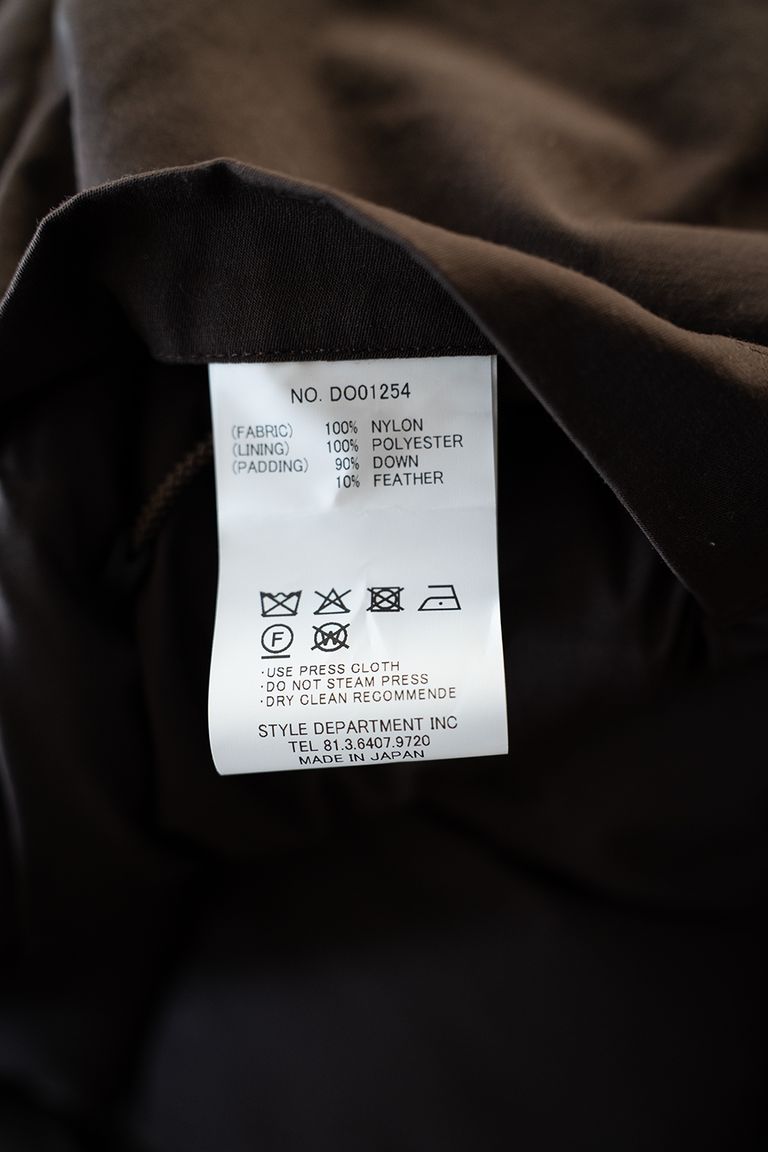 NO. DO01254
(FABRIC) 100% NYLON
(LINING) 100% POLYESTER
(PADDING) 90% DOWN
10% FEATHER
F W
·USE PRESS CLOTH
·DO NOT STEAM PRESS
·DRY CLEAN RECOMMENDE
STYLE DEPARTMENT INC
TEL 81.3.6407.9720
MADE IN JAPAN